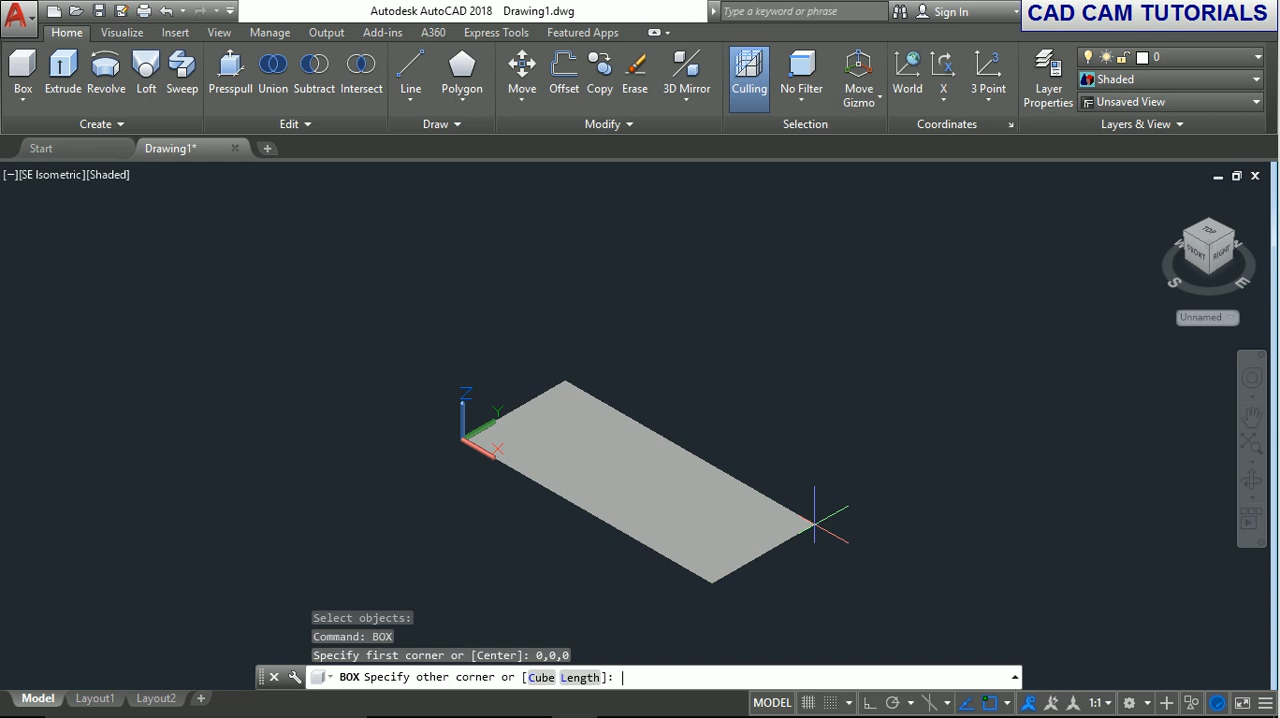 Autodesk AutoCAD 2018 Drawing1.dwg
Type a keyword or phrase
Sign In
CAD CAM TUTORIALS
Home Visualize Insert View Manage Output Add-ins A360 Express Tools Featured Apps
Box Extrude Revolve Loft Sweep Presspull Union Subtract Intersect Line Polygon Move Offset Copy Erase 3D Mirror Culling No Filter Move Gizmo World X 3 Point Layer Properties
0
Shaded
Unsaved View
Create Edit Draw Modify Selection Coordinates Layers & View
Start Drawing1*
[−][SE Isometric][Shaded]
TOP
FRONT RIGHT
W N
S E
Unnamed
Z
Y
X
Select objects:
Command: BOX
Specify first corner or [Center]: 0,0,0
BOX Specify other corner or [Cube Length]:
Model Layout1 Layout2
MODEL 1:1